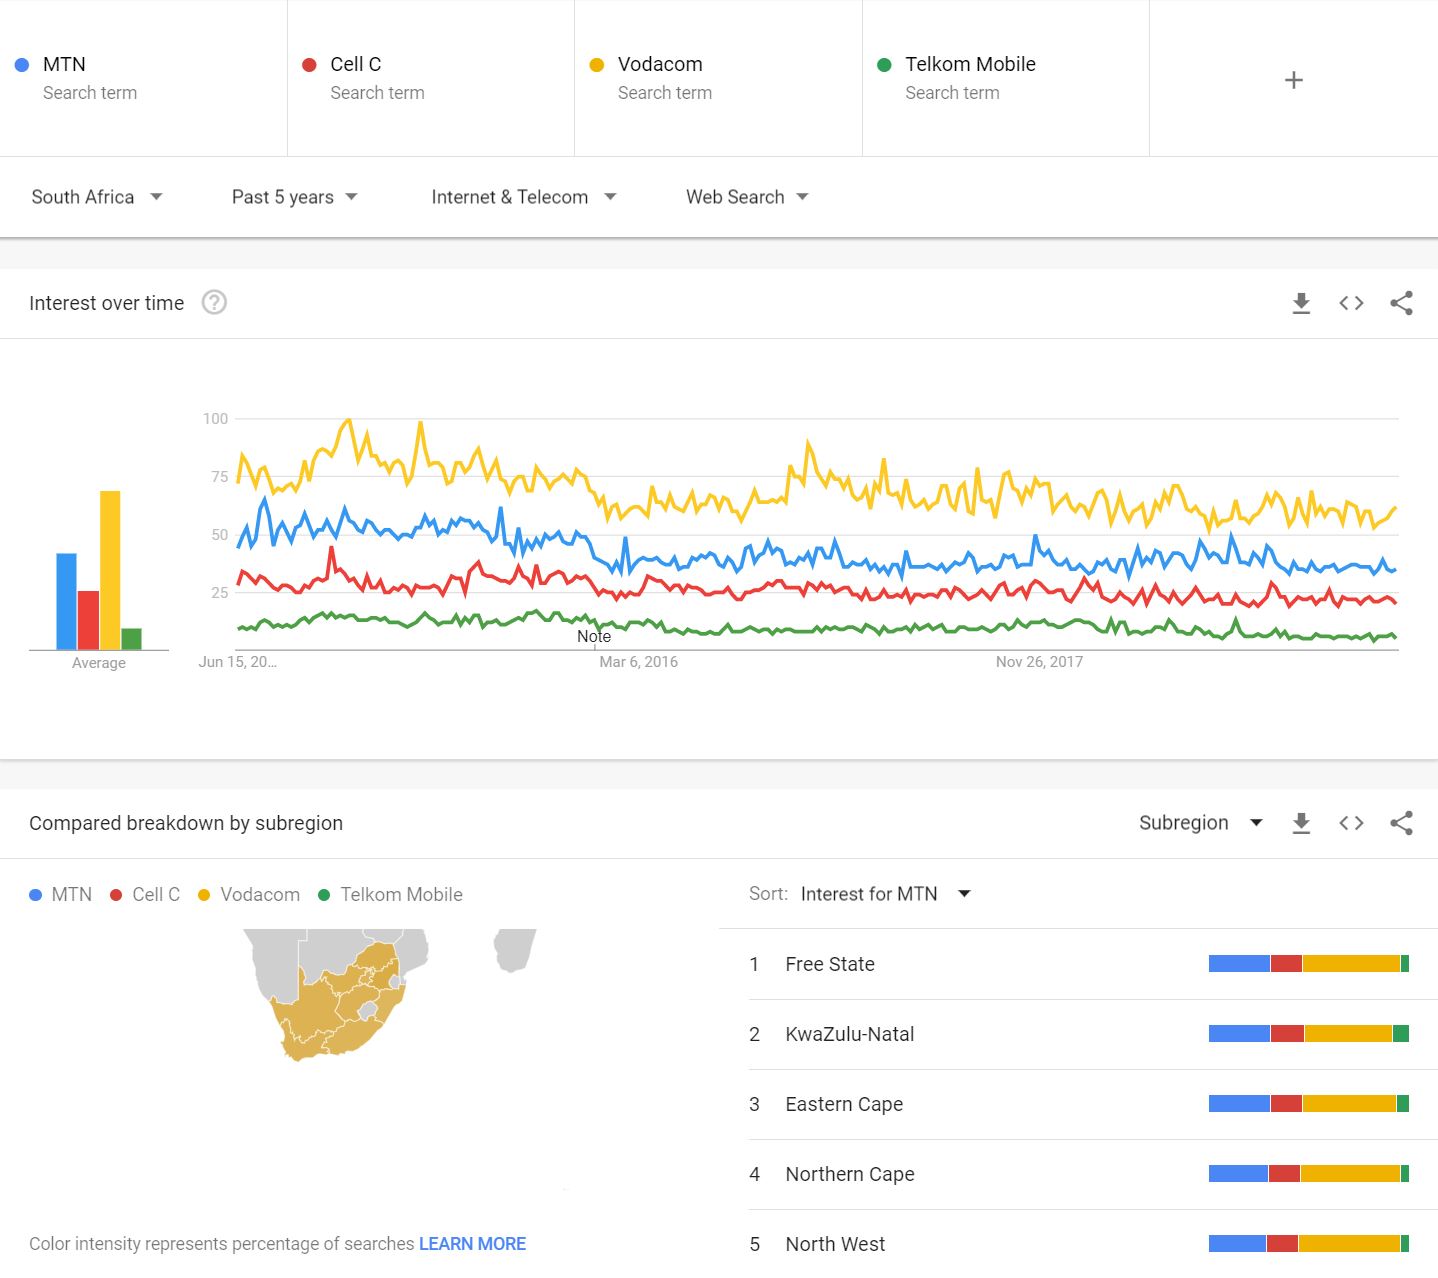 MTN
Search term
Cell C
Search term
Vodacom
Search term
Telkom Mobile
Search term
+
South Africa
Past 5 years
Internet & Telecom
Web Search
Interest over time
?
100
75
50
25
Note
Average
Jun 15, 20...
Mar 6, 2016
Nov 26, 2017
Compared breakdown by subregion
Subregion
MTN Cell C Vodacom Telkom Mobile
Sort: Interest for MTN
1 Free State
2 KwaZulu-Natal
3 Eastern Cape
4 Northern Cape
5 North West
Color intensity represents percentage of searches LEARN MORE